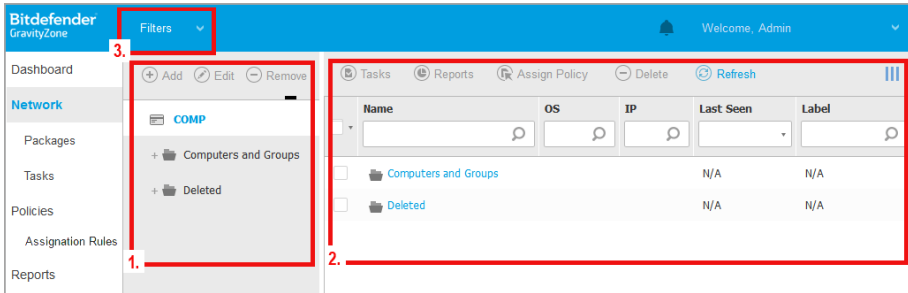 Bitdefender
GravityZone
Filters
Welcome, Admin
3.
Dashboard
Network
Packages
Tasks
Policies
Assignation Rules
Reports
Add Edit Remove
COMP
+ Computers and Groups
+ Deleted
1.
Tasks Reports Assign Policy Delete Refresh
Name OS IP Last Seen Label
Computers and Groups N/A N/A
Deleted N/A N/A
2.